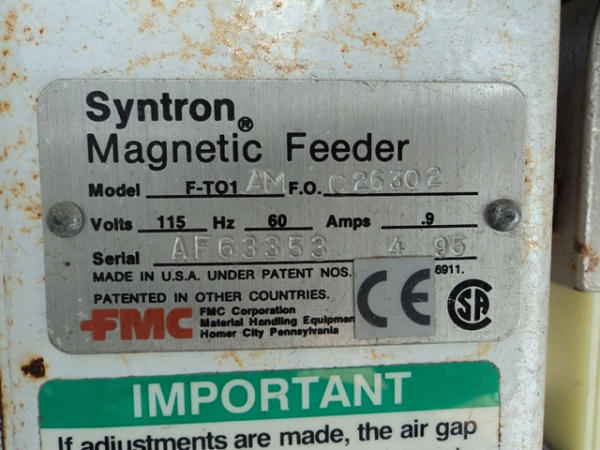 Syntron®
Magnetic Feeder
Model F-TO1 AM F.O. C26302
Volts 115 Hz 60 Amps .9
Serial AF63353 4 95
MADE IN U.S.A. UNDER PATENT NOS. 6911.
PATENTED IN OTHER COUNTRIES.
CE
SA
FMC
FMC Corporation
Material Handling Equipmen
Homer City Pennsylvania
IMPORTANT
If adjustments are made, the air gap